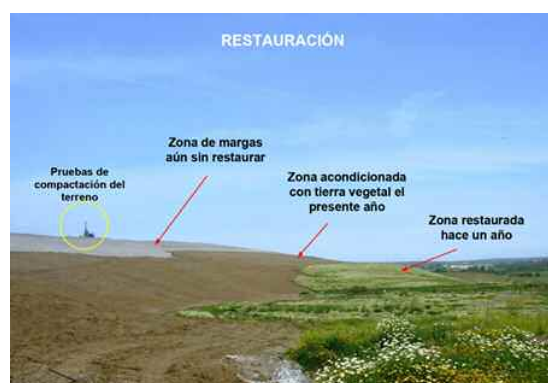 RESTAURACIÓN
Zona de margas
aún sin restaurar
Pruebas de
compactación del
terreno
Zona acondicionada
con tierra vegetal el
presente año
Zona restaurada
hace un año